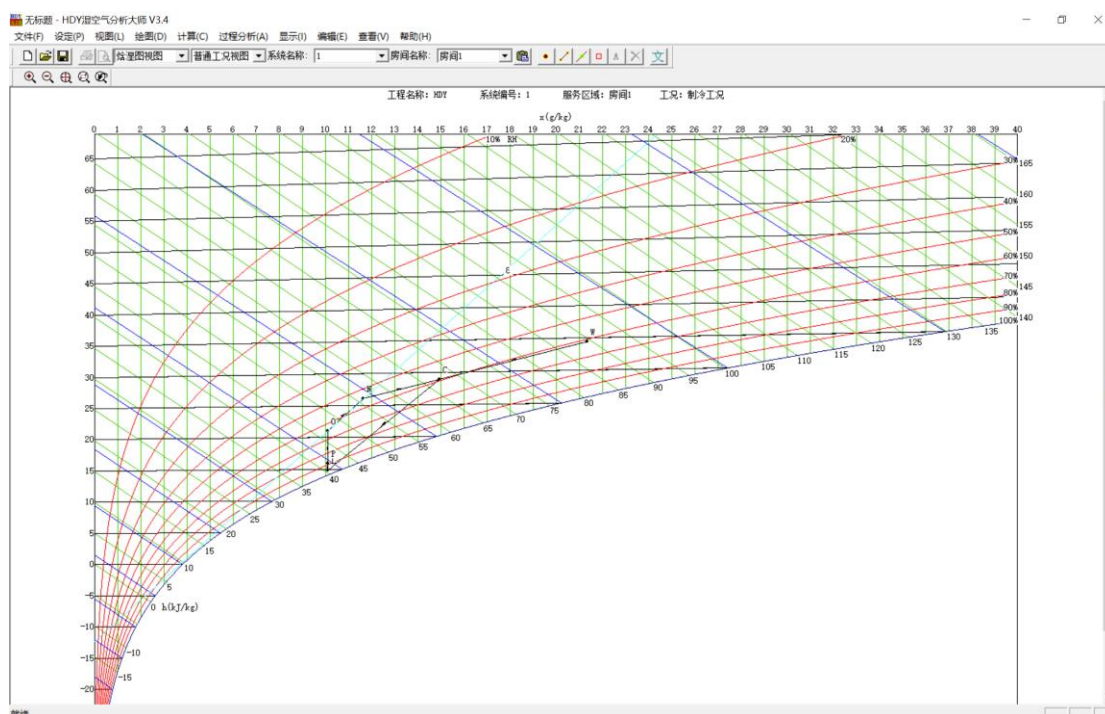 无标题 - HDY湿空气分析大师 V3.4
文件(F) 设定(P) 视图(L) 绘图(D) 计算(C) 过程分析(A) 显示(I) 编辑(E) 查看(V) 帮助(H)
焓湿图视图 普通工况视图 系统名称: 1 房间名称: 房间1 文
工程名称: HDY 系统编号: 1 服务区域: 房间1 工况: 制冷工况
x(g/kg)
0 1 2 3 4 5 6 7 8 9 10 11 12 13 14 15 16 17 18 19 20 21 22 23 24 25 26 27 28 29 30 31 32 33 34 35 36 37 38 39 40
10% RH 20%
65 30% 165
60 40% 160
55 155
50 50% 150
60%
45 E 70% 145
40 80%
90%
35 W 100% 140
30 C 100 105 110 115 120 125 130 135
25 N 75 80 85 90 95
20 O 55 60 65 70
15 P L 40 45 50
10 30 35
5 20 25
0 10 15
-5 0 h(kJ/kg) 5
-10
-15 -10
-20 -15
就绪